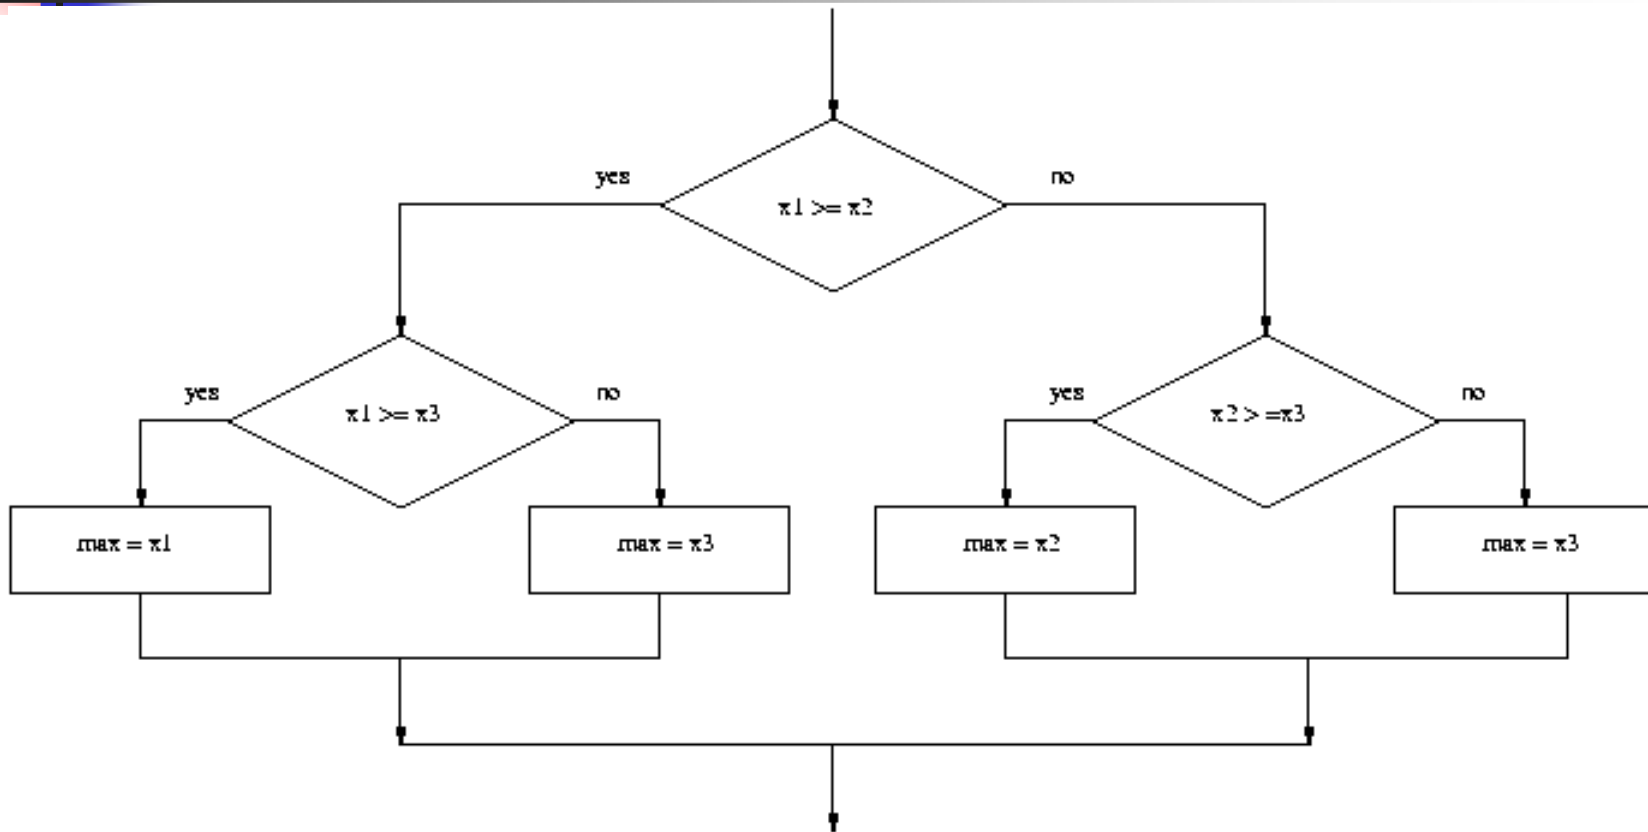 yes
no
x1 >= x2
yes
no
x1 >= x3
yes
no
x2 > =x3
max = x1
max = x3
max = x2
max = x3